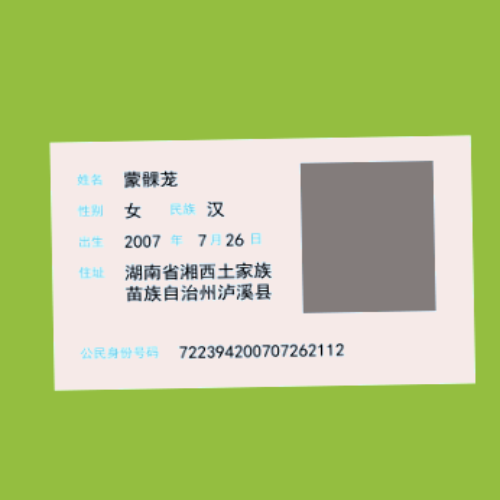 姓名 蒙髁茏
性别 女 民族 汉
出生 2007 年 7 月 26 日
住址 湖南省湘西土家族
苗族自治州泸溪县
公民身份号码 722394200707262112